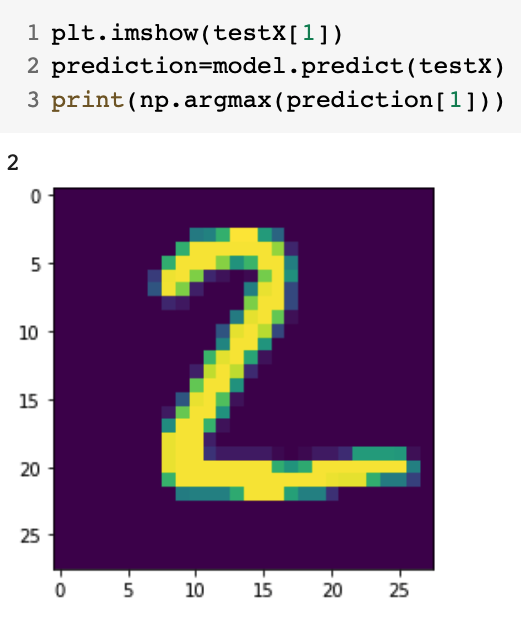 1 plt.imshow(testX[1])
2 prediction=model.predict(testX)
3 print(np.argmax(prediction[1]))
2
0
5
10
15
20
25
0 5 10 15 20 25
2